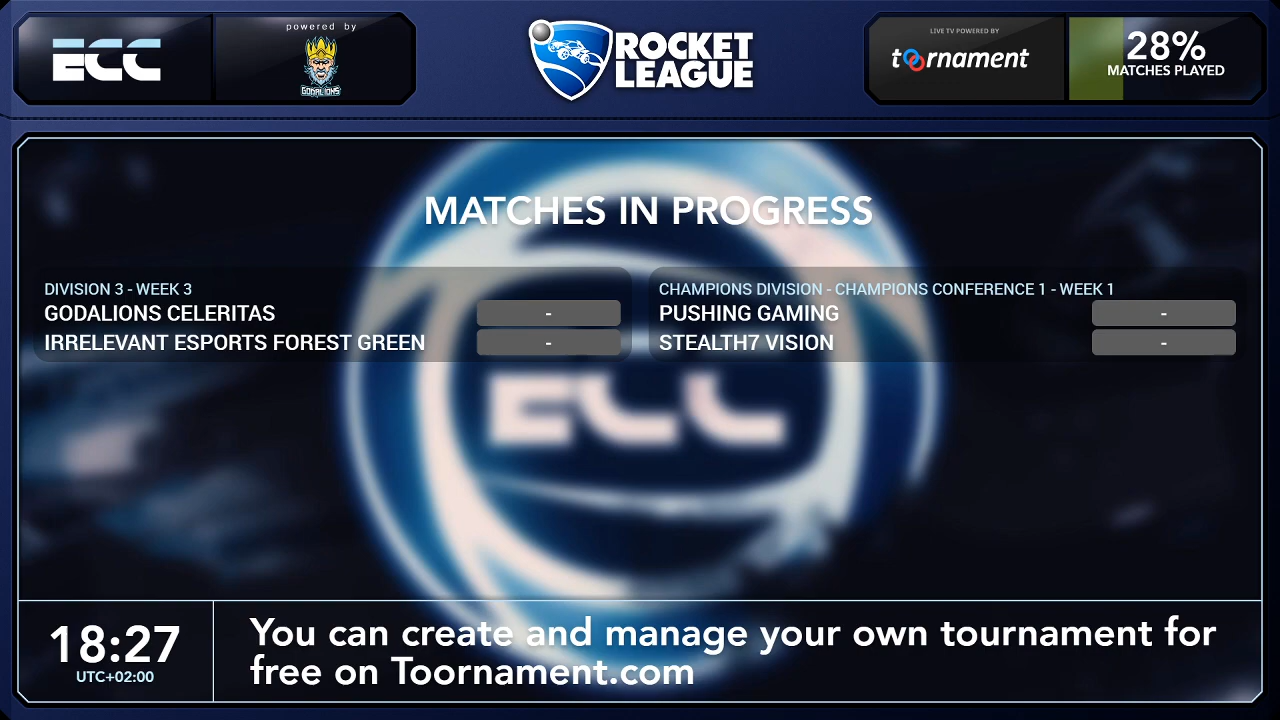 ECC
powered by
GODALIONS
ROCKET
LEAGUE
LIVE TV POWERED BY
toornament
28%
MATCHES PLAYED
MATCHES IN PROGRESS
DIVISION 3 - WEEK 3
GODALIONS CELERITAS -
IRRELEVANT ESPORTS FOREST GREEN -
CHAMPIONS DIVISION - CHAMPIONS CONFERENCE 1 - WEEK 1
PUSHING GAMING -
STEALTH7 VISION -
ECC
18:27
UTC+02:00
You can create and manage your own tournament for
free on Toornament.com